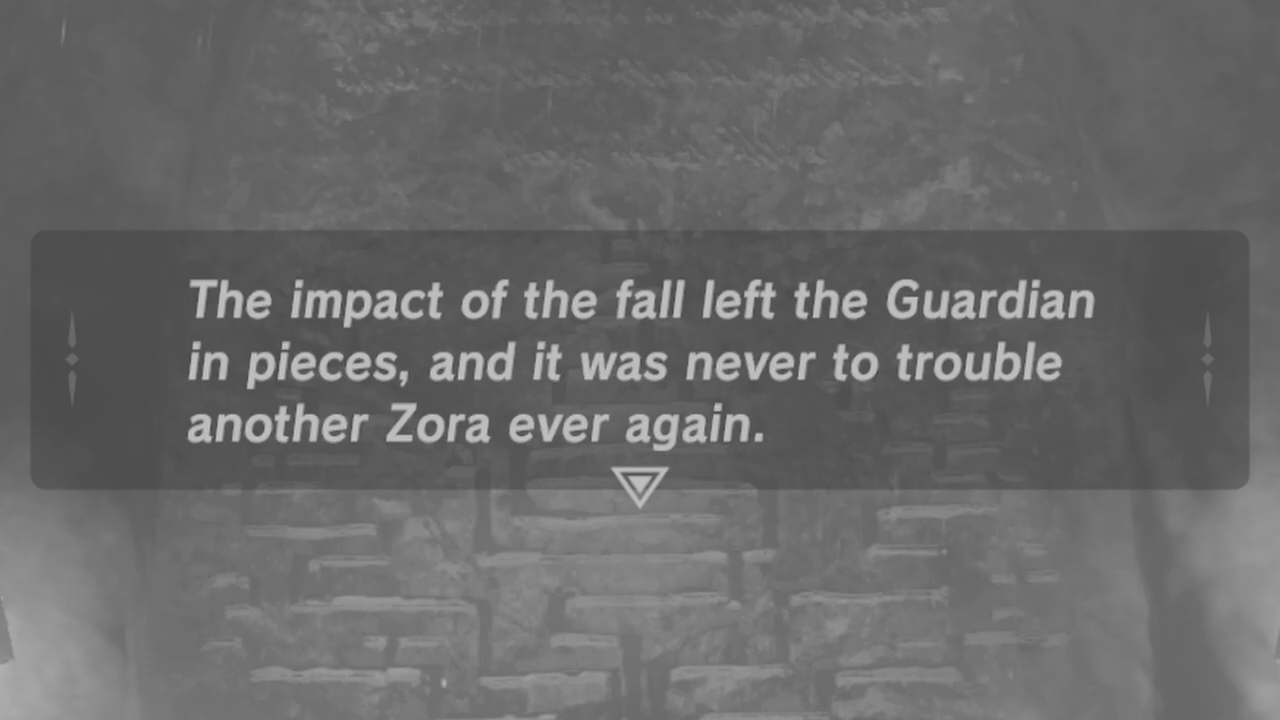 The impact of the fall left the Guardian
in pieces, and it was never to trouble
another Zora ever again.